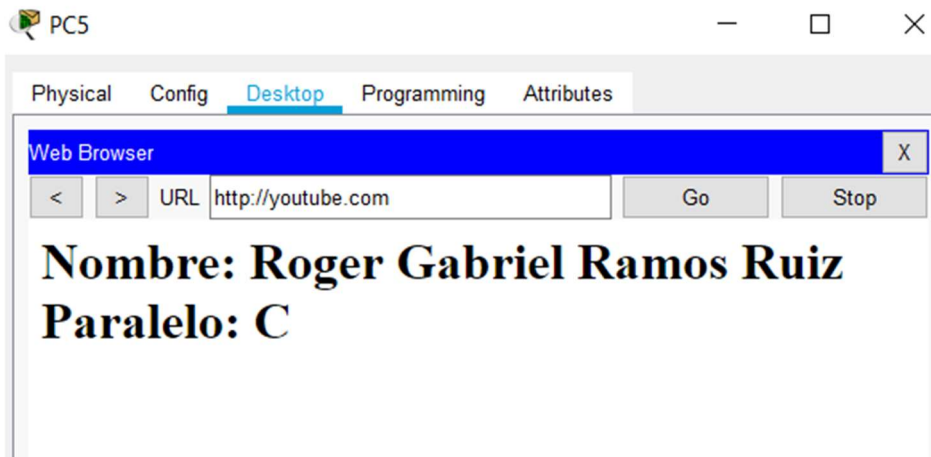 PC5
Physical Config Desktop Programming Attributes
Web Browser X
< > URL http://youtube.com Go Stop
Nombre: Roger Gabriel Ramos Ruiz
Paralelo: C